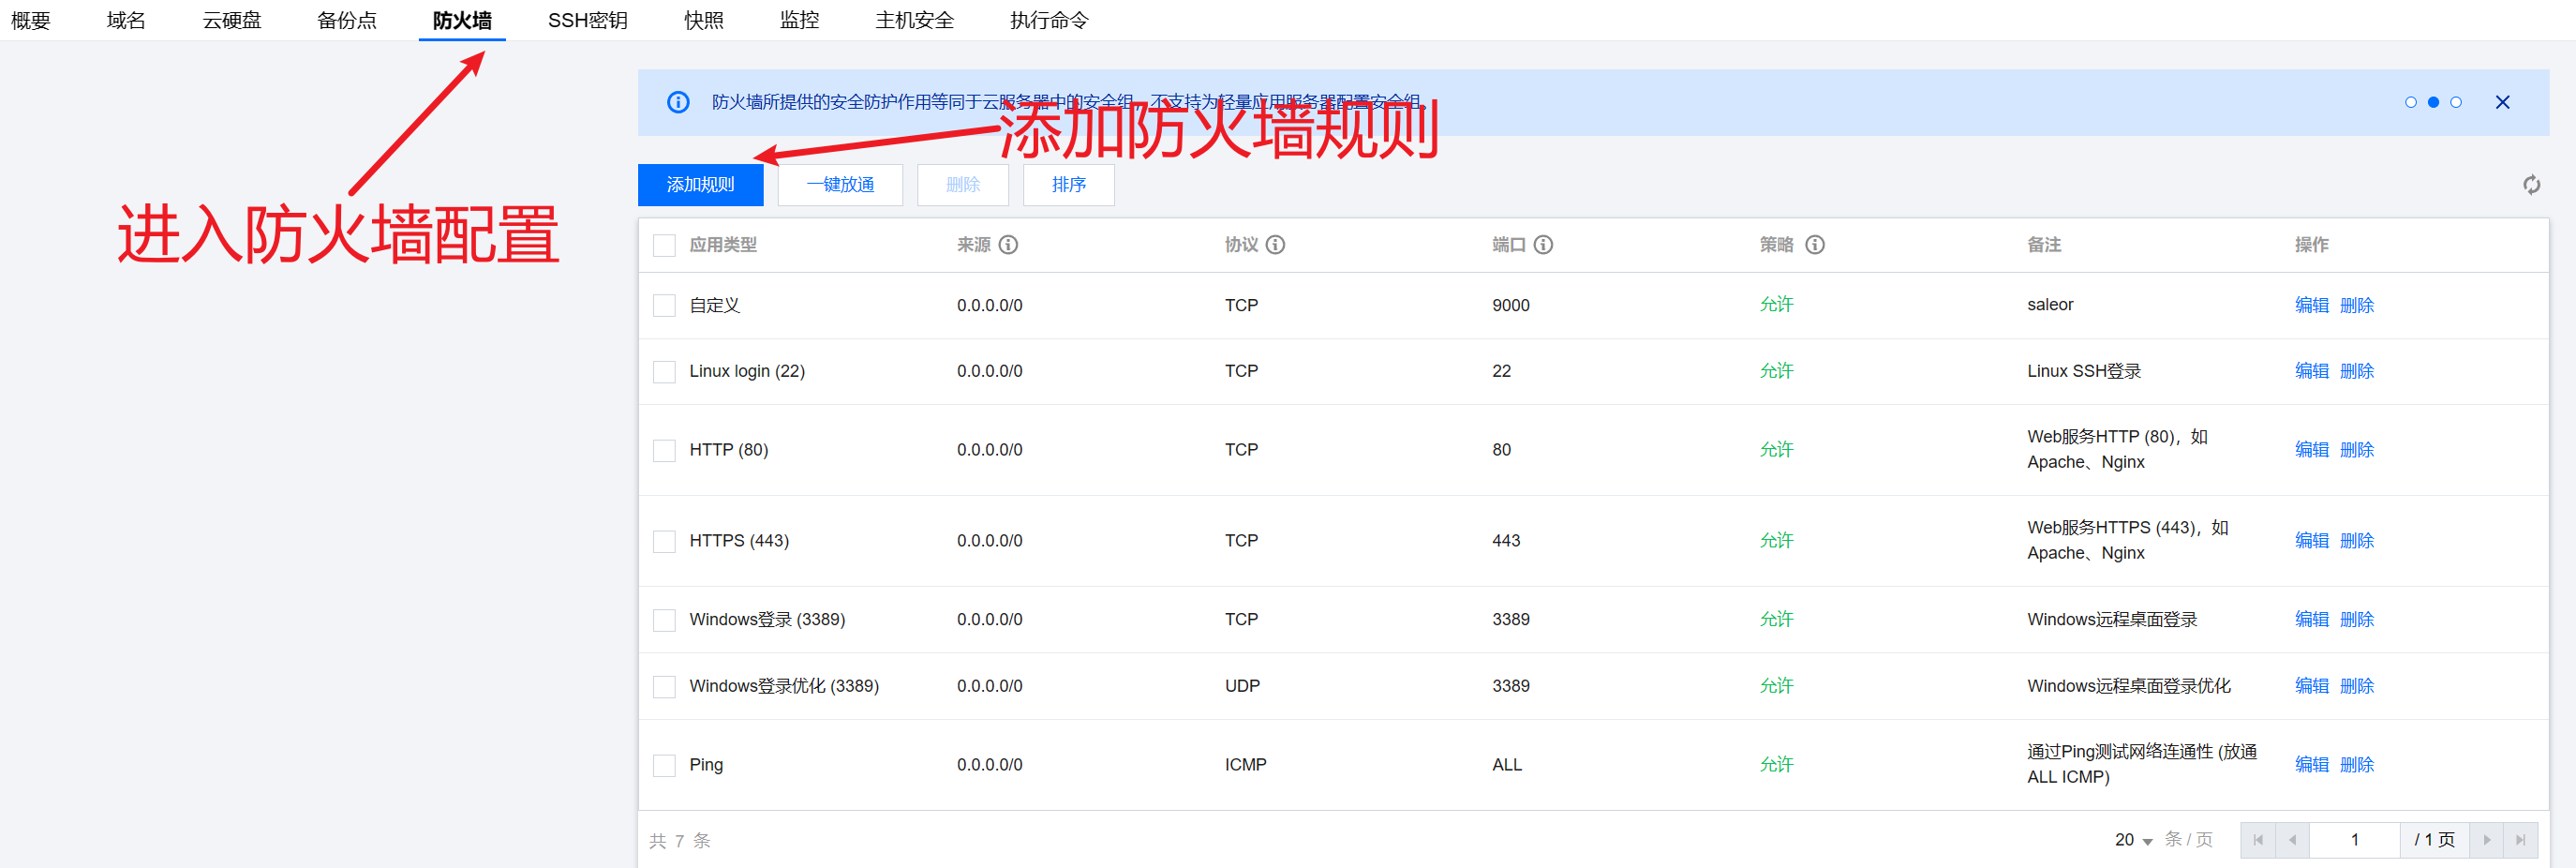 概要 域名 云硬盘 备份点 防火墙 SSH密钥 快照 监控 主机安全 执行命令
防火墙所提供的安全防护作用等同于云服务器中的安全组，不支持为轻量应用服务器配置安全组。
添加防火墙规则
添加规则 一键放通 删除 排序
进入防火墙配置
应用类型 来源 协议 端口 策略 备注 操作
自定义 0.0.0.0/0 TCP 9000 允许 saleor 编辑 删除
Linux login (22) 0.0.0.0/0 TCP 22 允许 Linux SSH登录 编辑 删除
HTTP (80) 0.0.0.0/0 TCP 80 允许 Web服务HTTP (80)，如
Apache、Nginx 编辑 删除
HTTPS (443) 0.0.0.0/0 TCP 443 允许 Web服务HTTPS (443)，如
Apache、Nginx 编辑 删除
Windows登录 (3389) 0.0.0.0/0 TCP 3389 允许 Windows远程桌面登录 编辑 删除
Windows登录优化 (3389) 0.0.0.0/0 UDP 3389 允许 Windows远程桌面登录优化 编辑 删除
Ping 0.0.0.0/0 ICMP ALL 允许 通过Ping测试网络连通性 (放通
ALL ICMP) 编辑 删除
共 7 条 20 条 / 页 1 / 1 页